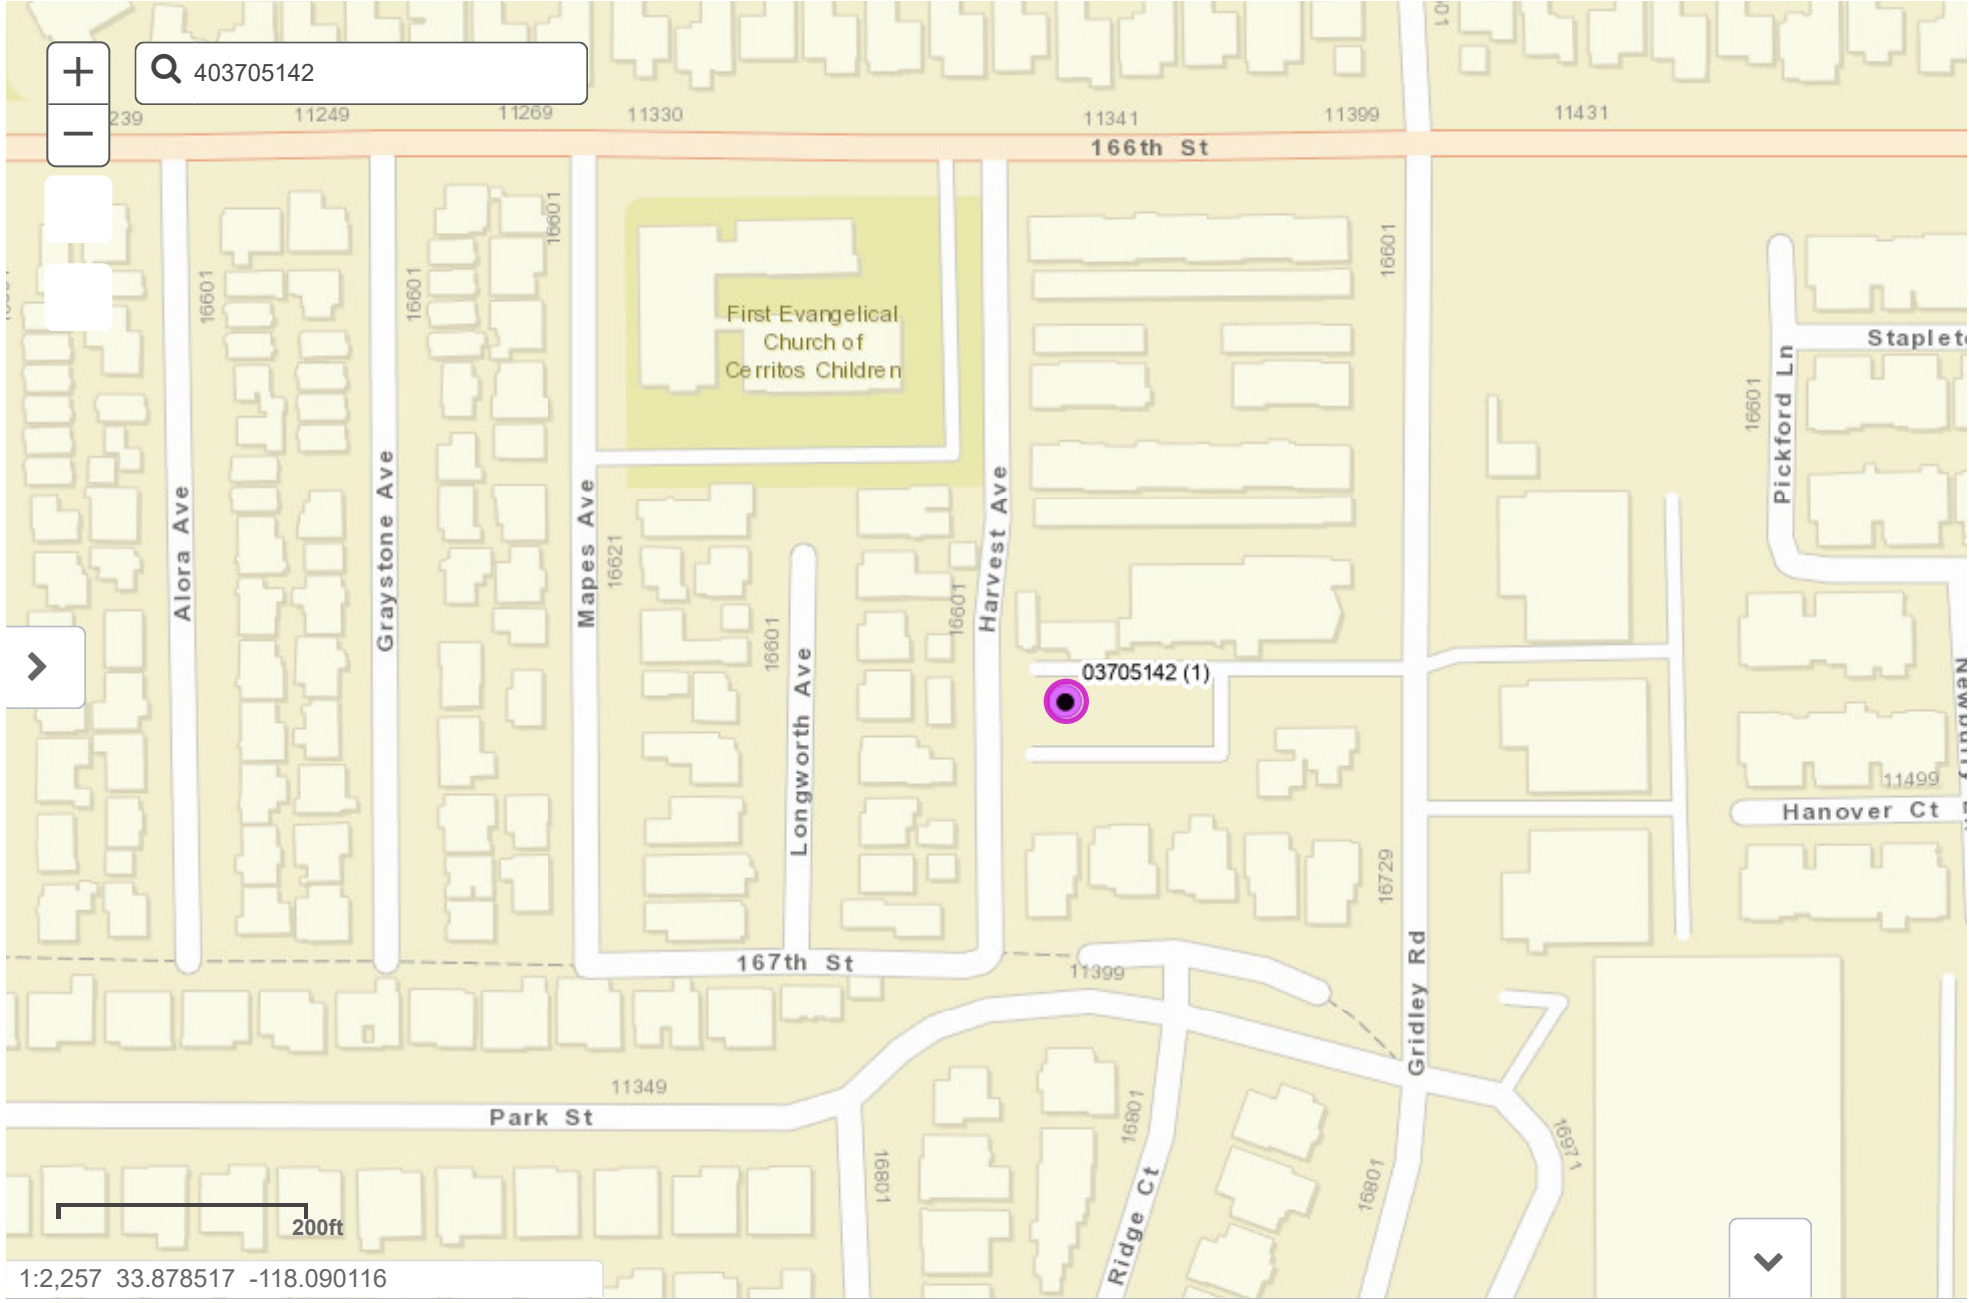 403705142
239
11249
11269
11330
11341
11399
11431
166th St
16601
16601
16601
16601
First Evangelical
Church of
Cerritos Children
Staplet
Pickford Ln
16601
Alora Ave
Graystone Ave
Mapes Ave
16621
Harvest Ave
16601
16601
Longworth Ave
03705142 (1)
11499
Hanover Ct
16729
Gridley Rd
167th St
11399
11349
Park St
16801
16801
16801
16971
Ridge Ct
200ft
1:2,257 33.878517 -118.090116